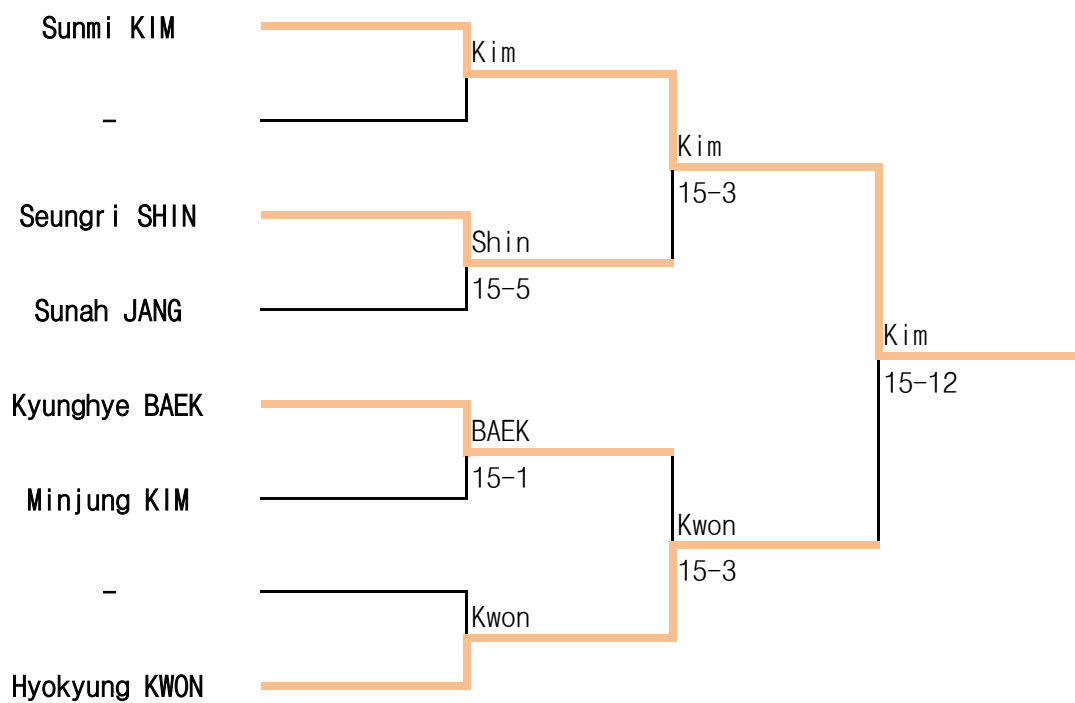 Sunmi KIM
Kim
-
Kim
15-3
Seungri SHIN
Shin
15-5
Sunah JANG
Kim
15-12
Kyunghye BAEK
BAEK
15-1
Minjung KIM
Kwon
15-3
-
Kwon
Hyokyung KWON